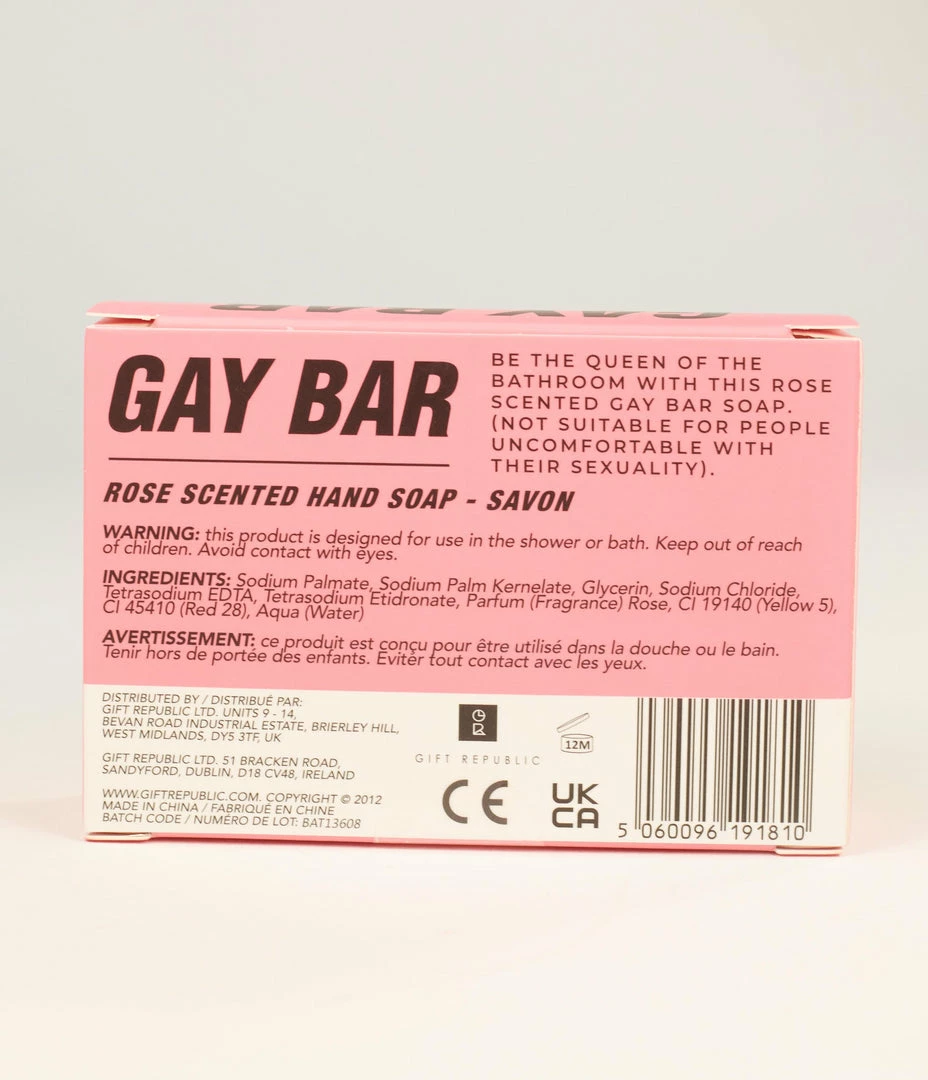 GAY BAR
GAY BAR
BE THE QUEEN OF THE
BATHROOM WITH THIS ROSE
SCENTED GAY BAR SOAP.
(NOT SUITABLE FOR PEOPLE
UNCOMFORTABLE WITH
THEIR SEXUALITY).
ROSE SCENTED HAND SOAP - SAVON
WARNING: this product is designed for use in the shower or bath. Keep out of reach
of children. Avoid contact with eyes.
INGREDIENTS: Sodium Palmate, Sodium Palm Kernelate, Glycerin, Sodium Chloride,
Tetrasodium EDTA, Tetrasodium Etidronate, Parfum (Fragrance) Rose, CI 19140 (Yellow 5),
CI 45410 (Red 28), Aqua (Water)
AVERTISSEMENT: ce produit est conçu pour être utilisé dans la douche ou le bain.
Tenir hors de portée des enfants. Eviter tout contact avec les yeux.
DISTRIBUTED BY / DISTRIBUÉ PAR:
GIFT REPUBLIC LTD. UNITS 9 - 14,
BEVAN ROAD INDUSTRIAL ESTATE, BRIERLEY HILL,
WEST MIDLANDS, DY5 3TF, UK
GIFT REPUBLIC LTD. 51 BRACKEN ROAD,
SANDYFORD, DUBLIN, D18 CV48, IRELAND
WWW.GIFTREPUBLIC.COM. COPYRIGHT © 2012
MADE IN CHINA / FABRIQUÉ EN CHINE
BATCH CODE / NUMÉRO DE LOT: BAT13608
GR
GIFT REPUBLIC
12M
CE
UK
CA
5 060096 191810